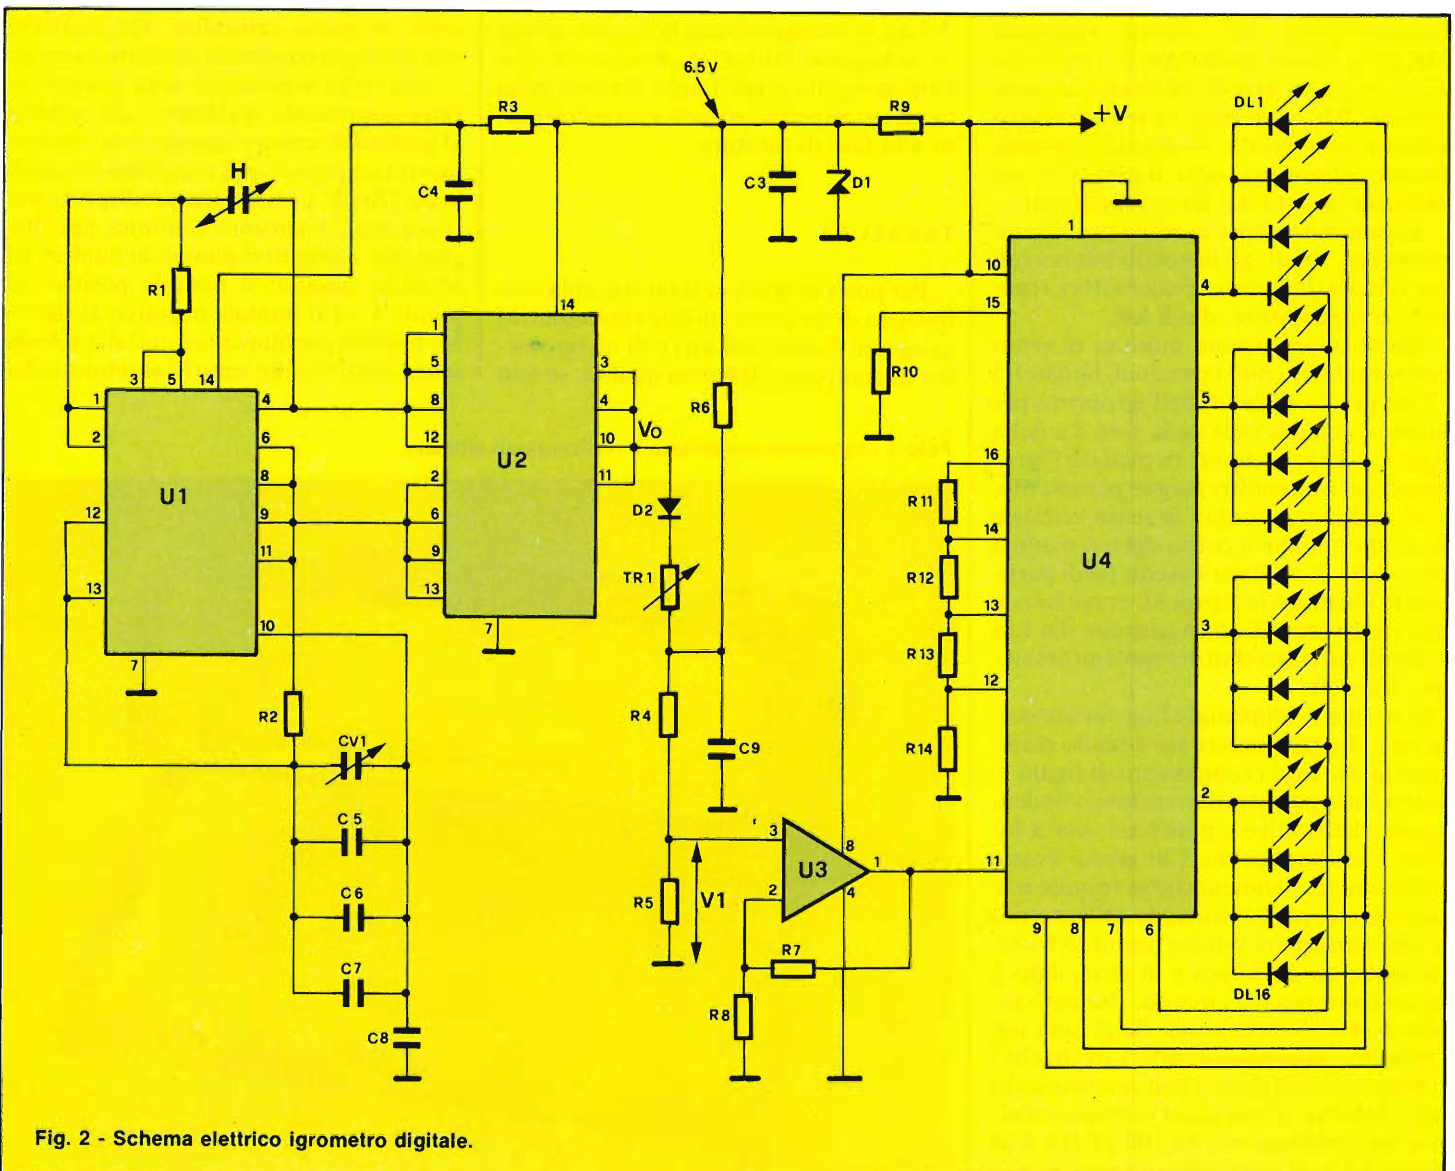 6.5V
R3
R9
+V
DL1
H
C4
C3
D1
1
10
R1
14
4
15
3
5
14
1
5
3
R10
R6
1
4
8
4
5
2
6
12
10
Vo
U1
8
U2
11
16
2
R11
12
9
6
D2
14
11
9
U4
13
13
TR1
R12
10
13
7
7
3
R13
12
R2
R4
CV1
C9
R14
2
C5
3
8
U3
1
11
C6
R5
V1
2
4
9
8
7
6
C7
R7
DL16
C8
R8
Fig. 2 - Schema elettrico igrometro digitale.